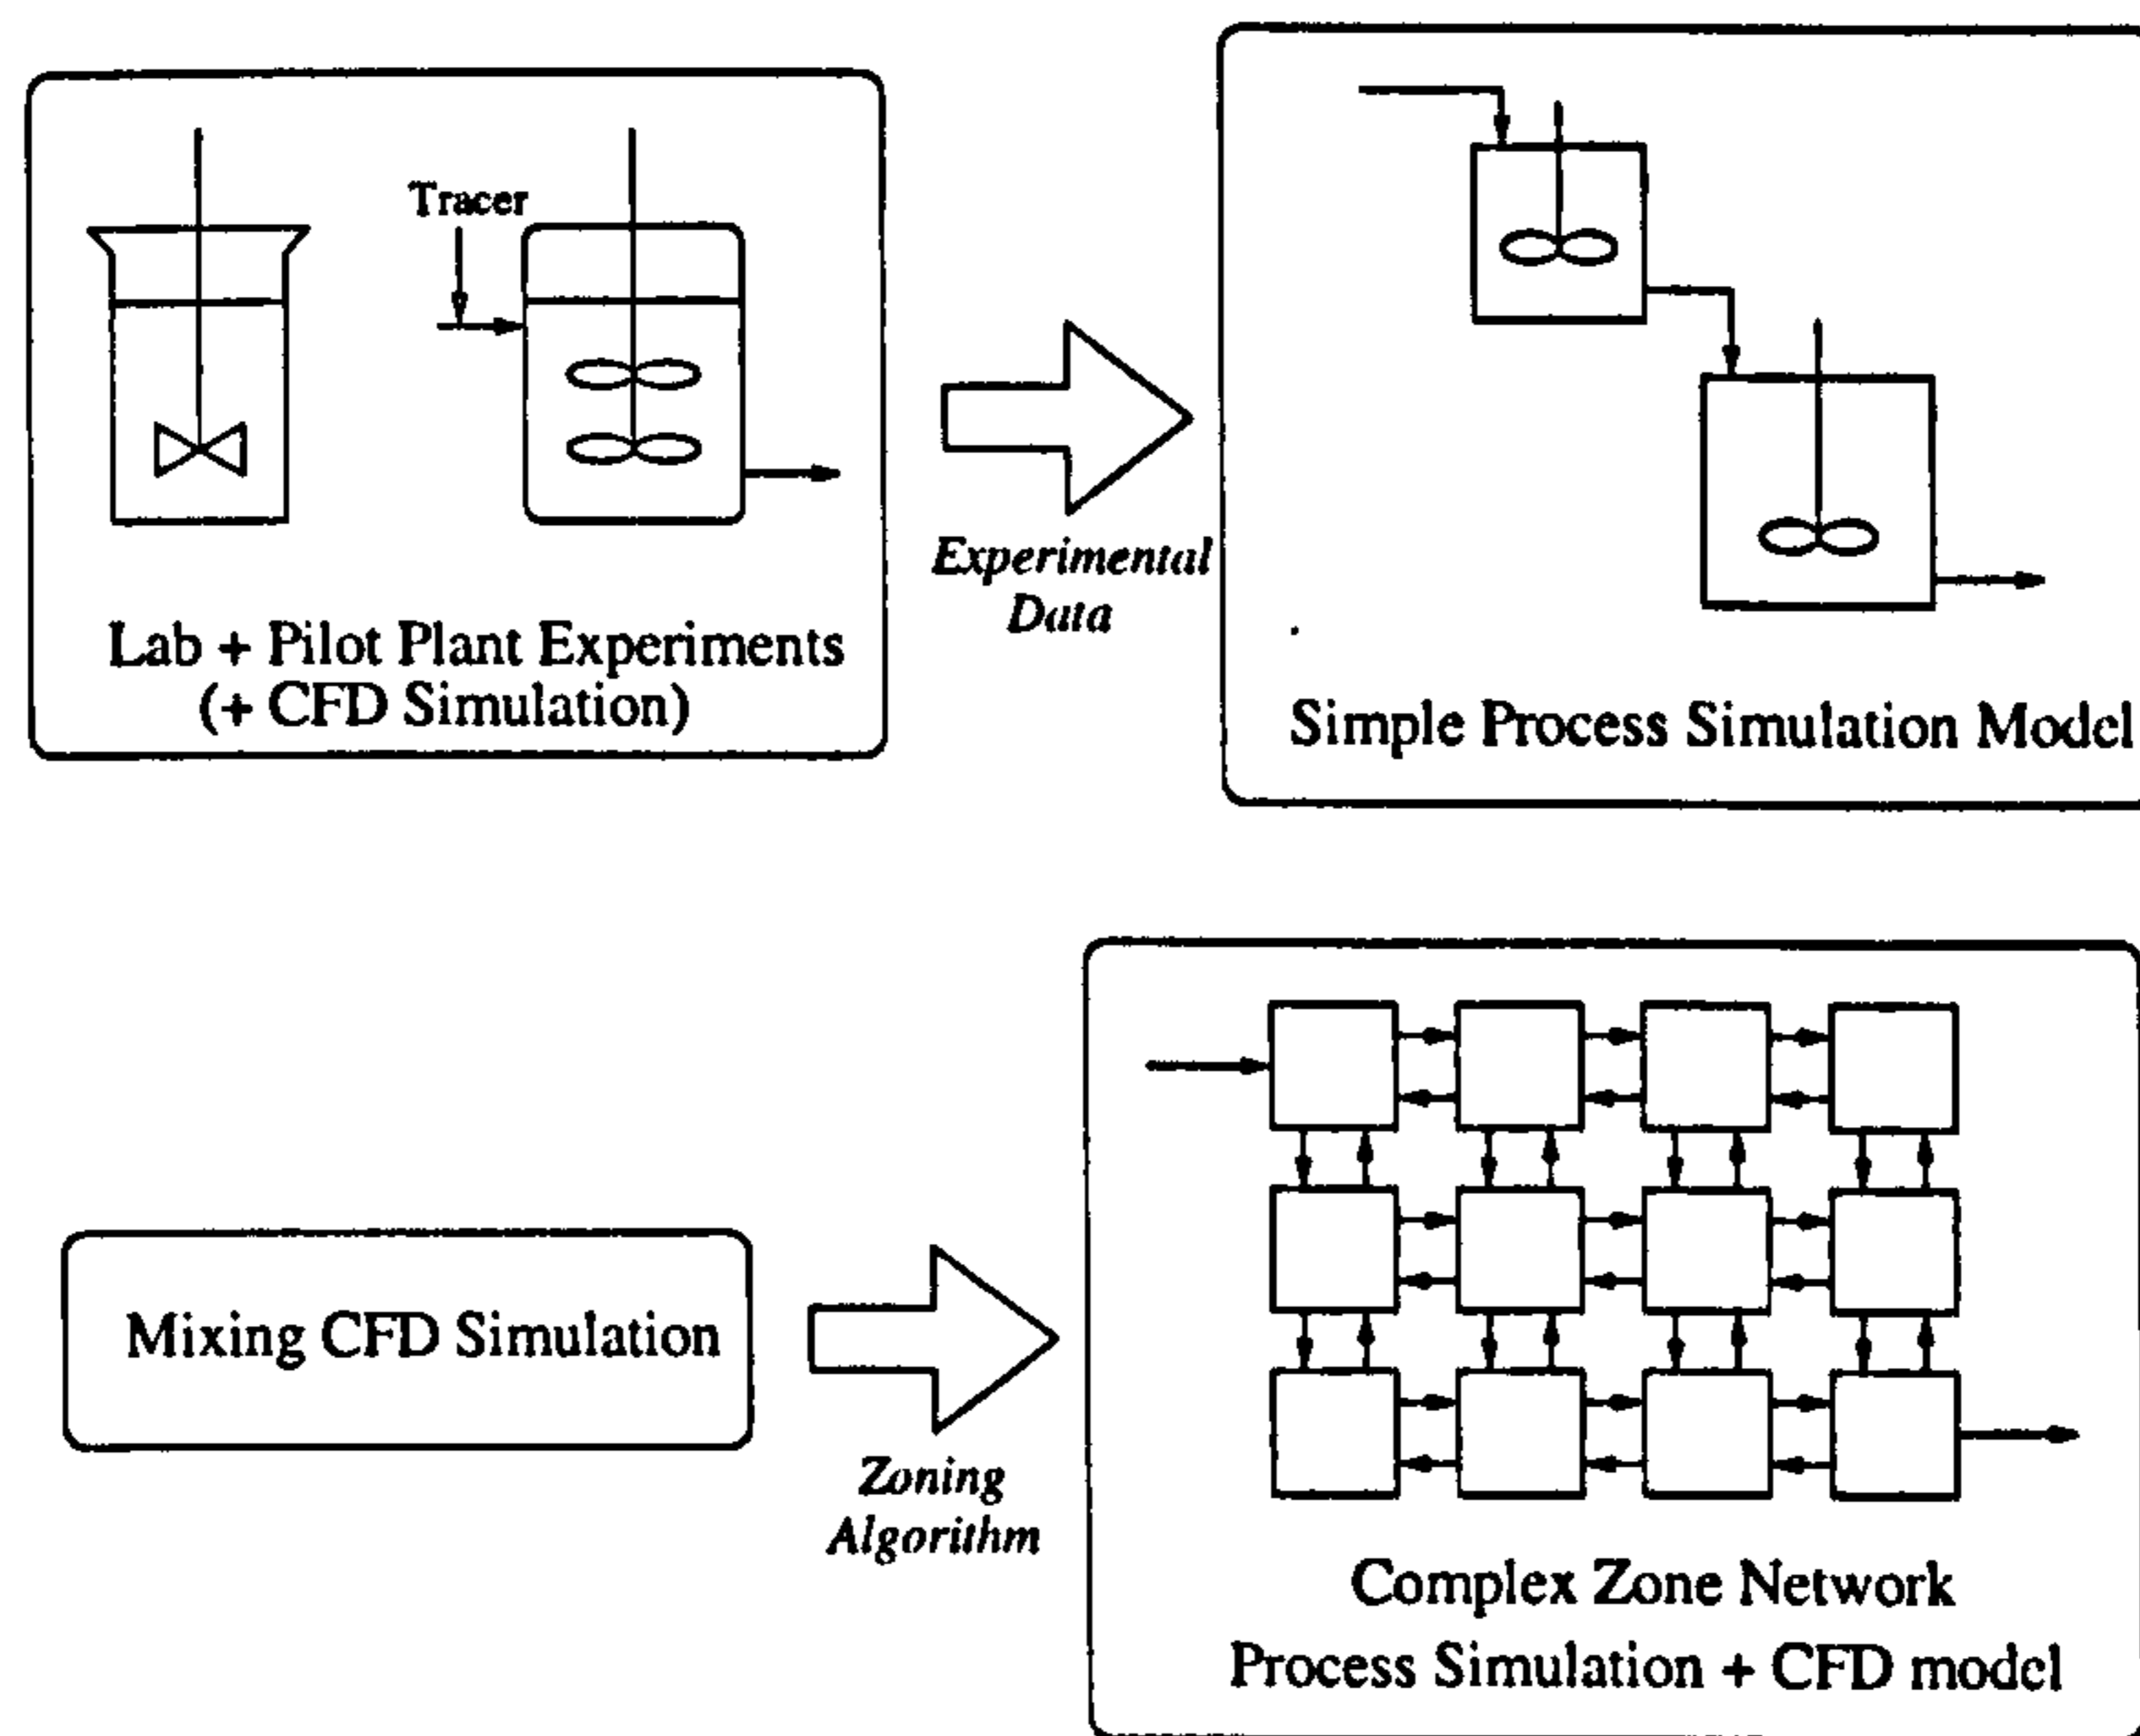 Tracer
Lab + Pilot Plant Experiments
(+ CFD Simulation)
Experimental
Data
Simple Process Simulation Model
Mixing CFD Simulation
Zoning
Algorithm
Complex Zone Network
Process Simulation + CFD model